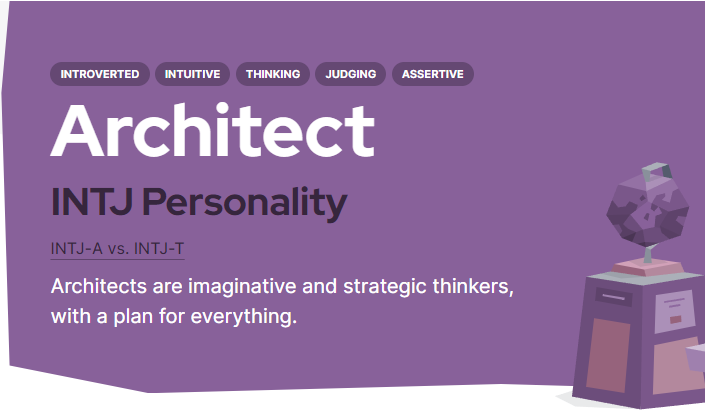 INTROVERTED INTUITIVE THINKING JUDGING ASSERTIVE
Architect
INTJ Personality
INTJ-A vs. INTJ-T
Architects are imaginative and strategic thinkers,
with a plan for everything.